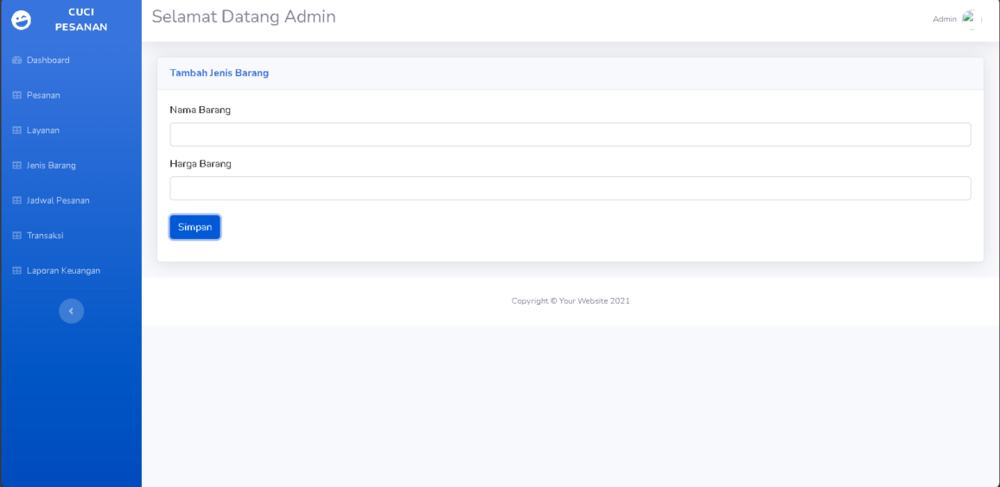 CUCI
PESANAN
Selamat Datang Admin
Admin
Dashboard
Pesanan
Layanan
Jenis Barang
Jadwal Pesanan
Transaksi
Laporan Keuangan
Tambah Jenis Barang
Nama Barang
Harga Barang
Simpan
Copyright © Your Website 2021